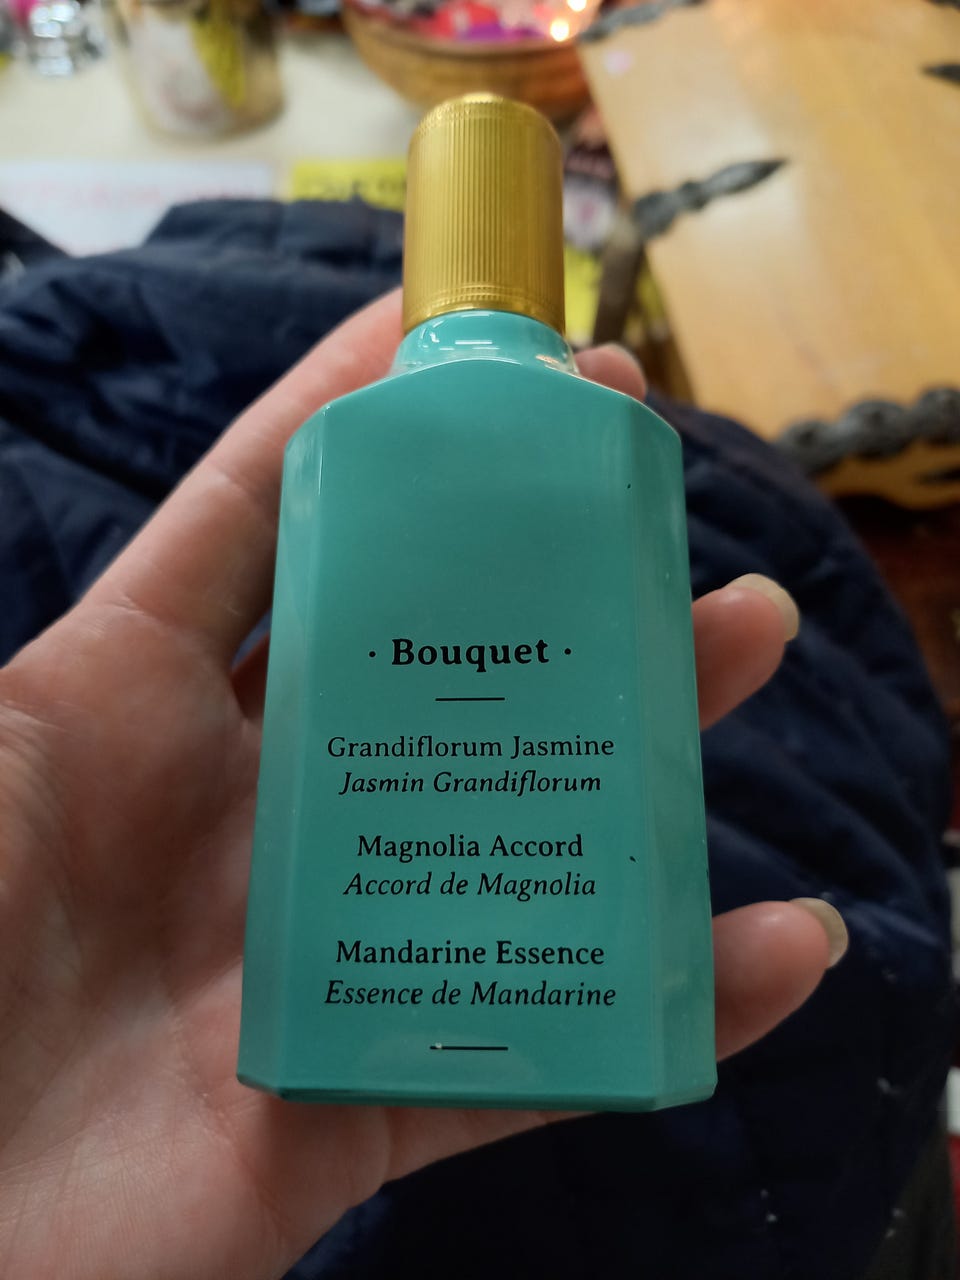 · Bouquet ·
Grandiflorum Jasmine
Jasmin Grandiflorum
Magnolia Accord
Accord de Magnolia
Mandarine Essence
Essence de Mandarine